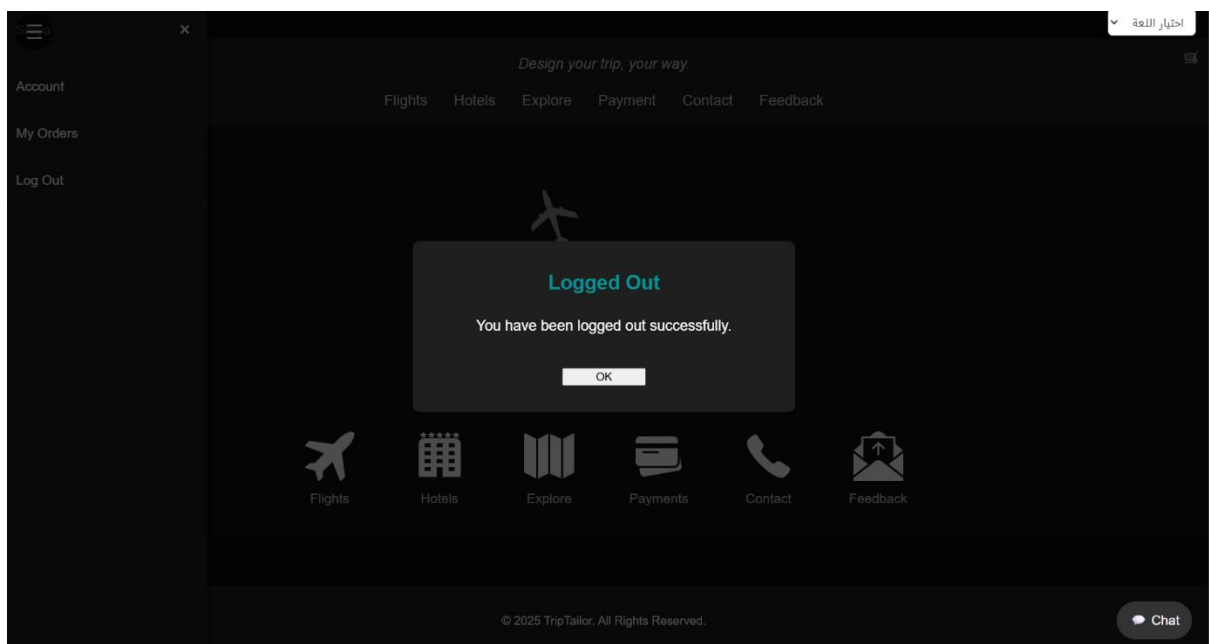 اختيار اللغة
Account
My Orders
Log Out
Design your trip, your way.
Flights Hotels Explore Payment Contact Feedback
Logged Out
You have been logged out successfully.
OK
Flights Hotels Explore Payments Contact Feedback
© 2025 TripTailor. All Rights Reserved.
Chat